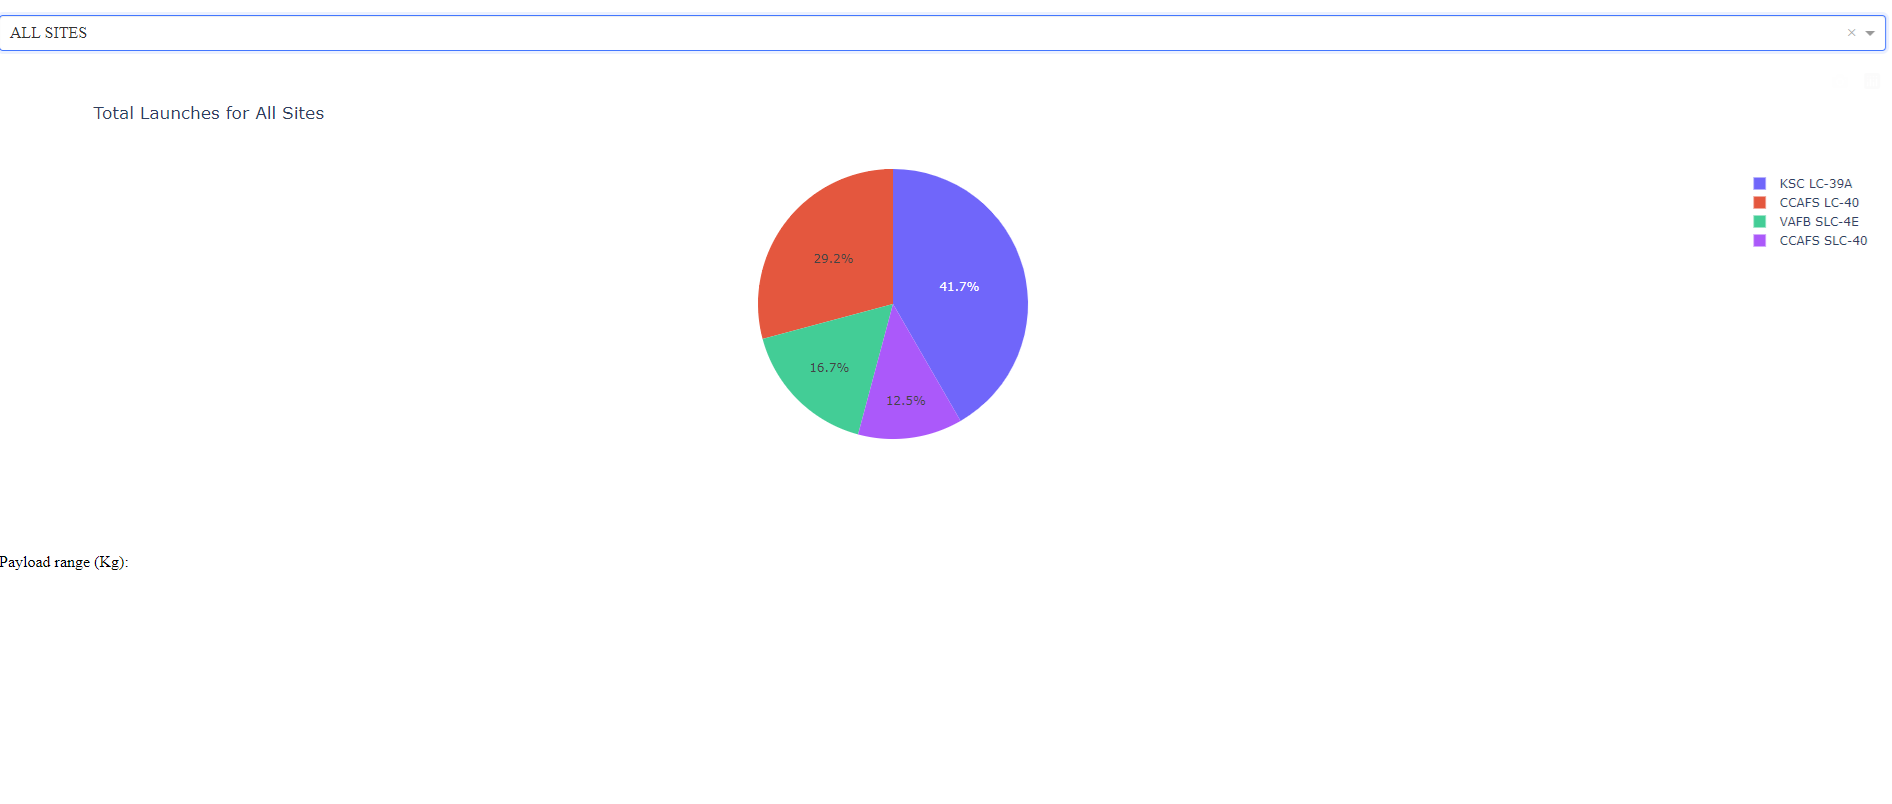 ALL SITES
Total Launches for All Sites
KSC LC-39A
CCAFS LC-40
VAFB SLC-4E
CCAFS SLC-40
29.2%
41.7%
16.7%
12.5%
Payload range (Kg):